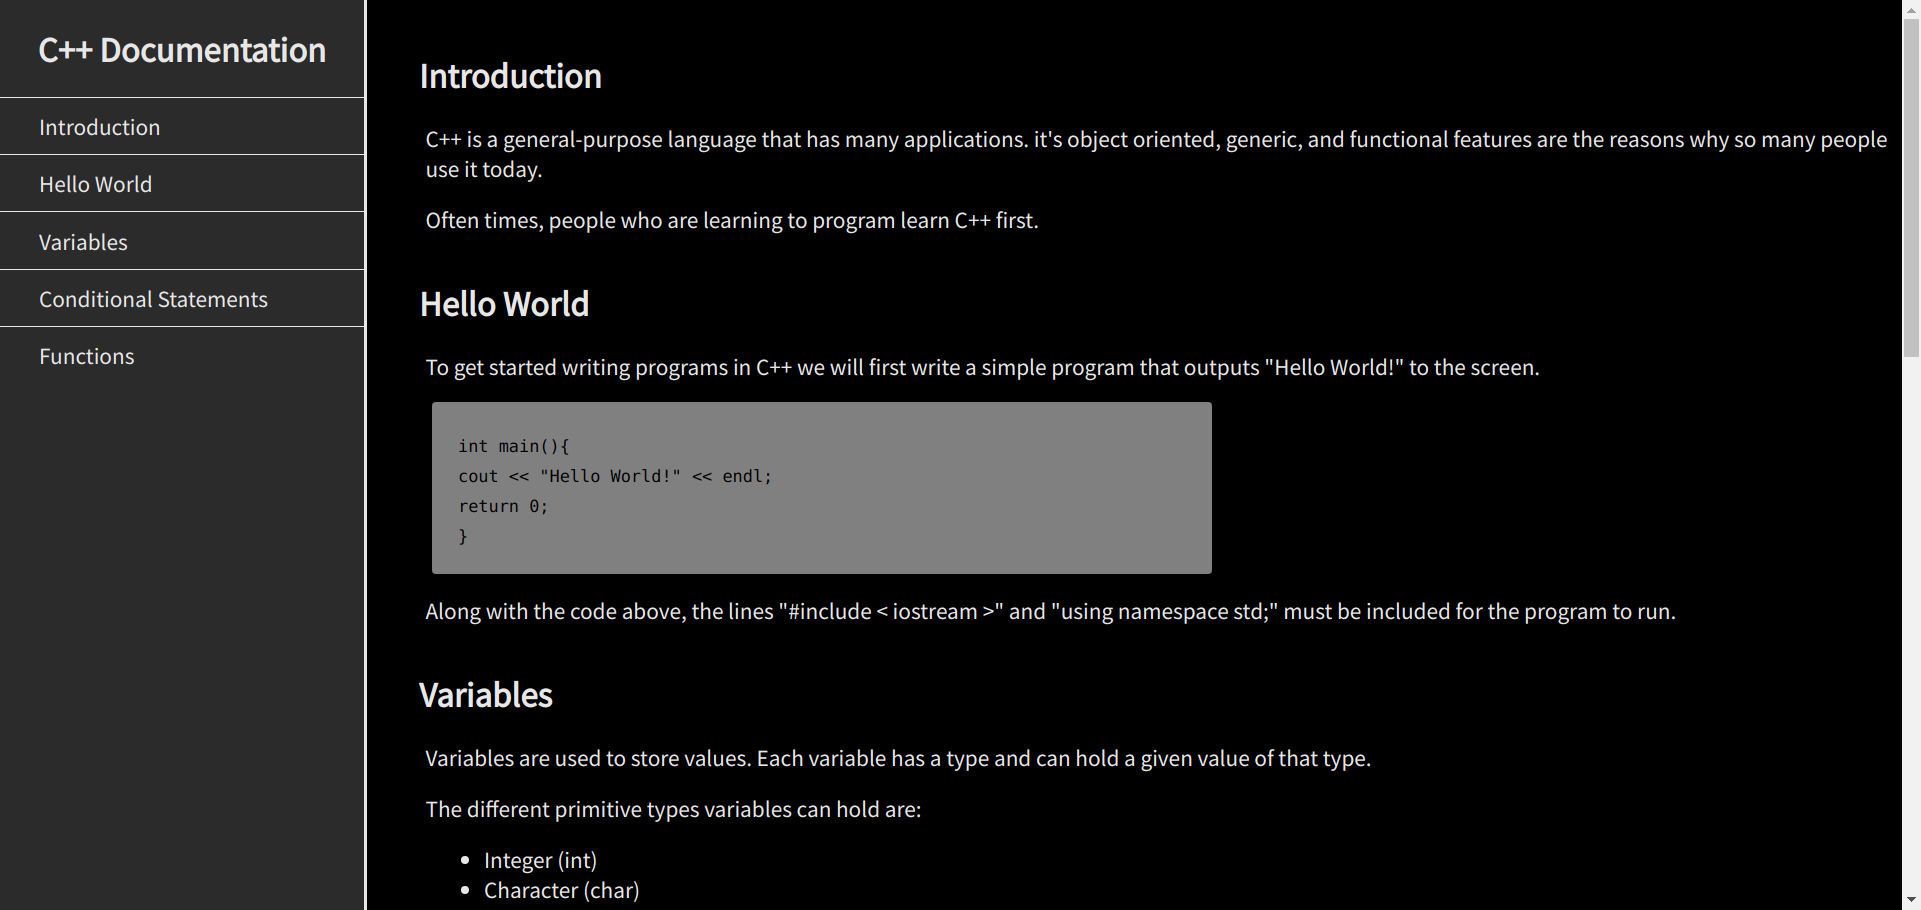 C++ Documentation
Introduction
Hello World
Variables
Conditional Statements
Functions
Introduction
C++ is a general-purpose language that has many applications. it's object oriented, generic, and functional features are the reasons why so many people
use it today.
Often times, people who are learning to program learn C++ first.
Hello World
To get started writing programs in C++ we will first write a simple program that outputs "Hello World!" to the screen.
int main(){
cout << "Hello World!" << endl;
return 0;
}
Along with the code above, the lines "#include < iostream >" and "using namespace std;" must be included for the program to run.
Variables
Variables are used to store values. Each variable has a type and can hold a given value of that type.
The different primitive types variables can hold are:
• Integer (int)
• Character (char)